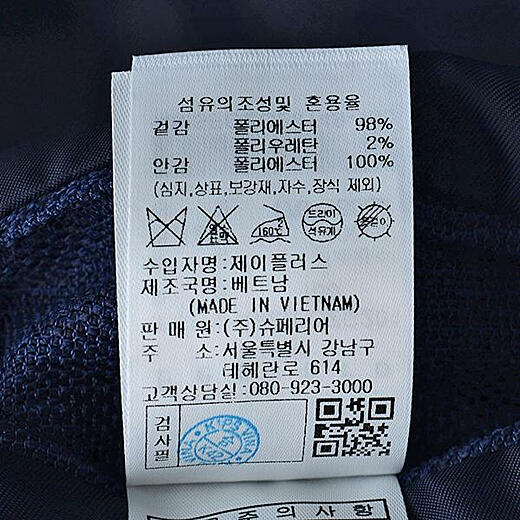 섬유의조성및 혼용율
겉감 폴리에스터 98%
폴리우레탄 2%
안감 폴리에스터 100%
(심지,상표,보강재,자수,장식 제외)
160℃ 드라이
석유계
수입자명:제이플러스
제조국명:베트남
(MADE IN VIETNAM)
판 매 원:(주)슈페리어
주 소:서울특별시 강남구
테헤란로 614
고객상담실:080-923-3000
검사필
의 사 항